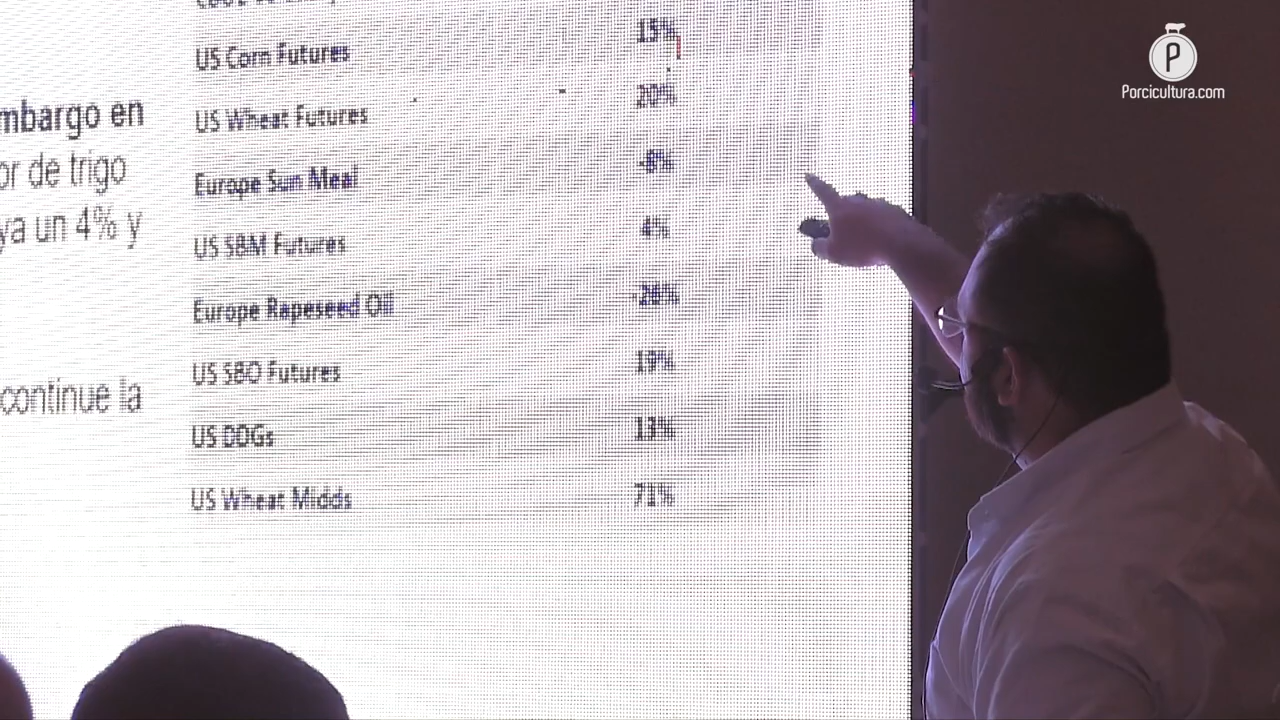 Porcicultura.com
P
mbargo en
or de trigo
ya un 4% y
continue la
US Corn Futures 15%
US Wheat Futures 20%
Europe Sun Meal -8%
US SBM Futures 4%
Europe Rapeseed Oil -28%
US SBO Futures 19%
US DDGs 13%
US Wheat Midds 71%